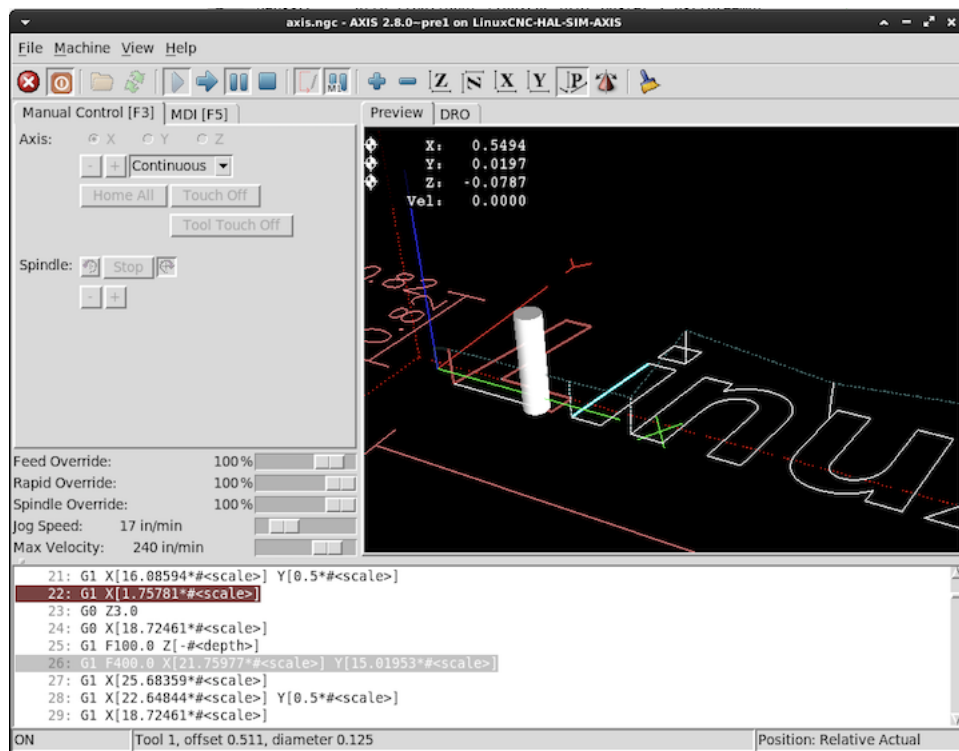 axis.ngc - AXIS 2.8.0~pre1 on LinuxCNC-HAL-SIM-AXIS
File Machine View Help
Manual Control [F3] MDI [F5]
Preview DRO
Axis: X Y Z
- + Continuous
Home All Touch Off
Tool Touch Off
Spindle: Stop
- +
X: 0.5494
Y: 0.0197
Z: -0.0787
Vel: 0.0000
Feed Override: 100%
Rapid Override: 100%
Spindle Override: 100%
Jog Speed: 17 in/min
Max Velocity: 240 in/min
21: G1 X[16.08594*#<scale>] Y[0.5*#<scale>]
22: G1 X[1.75781*#<scale>]
23: G0 Z3.0
24: G0 X[18.72461*#<scale>]
25: G1 F100.0 Z[-#<depth>]
26: G1 F400.0 X[21.75977*#<scale>] Y[15.01953*#<scale>]
27: G1 X[25.68359*#<scale>]
28: G1 X[22.64844*#<scale>] Y[0.5*#<scale>]
29: G1 X[18.72461*#<scale>]
ON Tool 1, offset 0.511, diameter 0.125 Position: Relative Actual